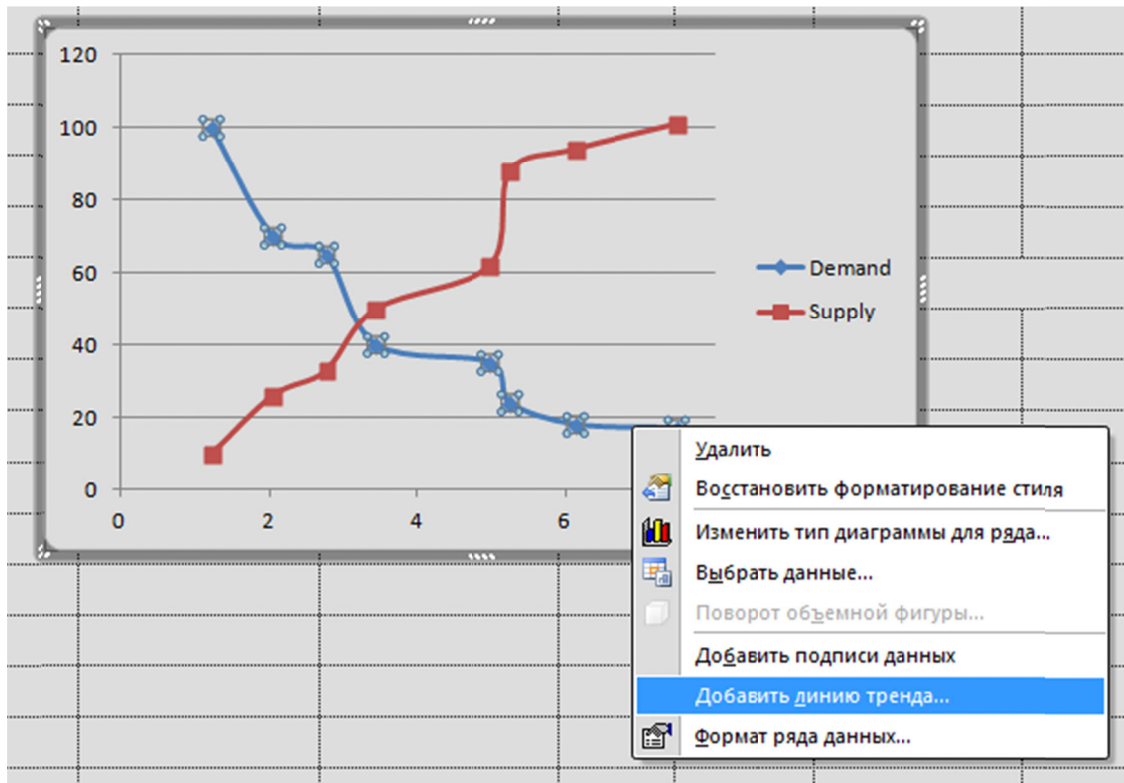 120
100
80
60
40
20
0
0 2 4 6
Demand
Supply
Удалить
Восстановить форматирование стиля
Изменить тип диаграммы для ряда...
Выбрать данные...
Поворот объемной фигуры...
Добавить подписи данных
Добавить линию тренда...
Формат ряда данных...